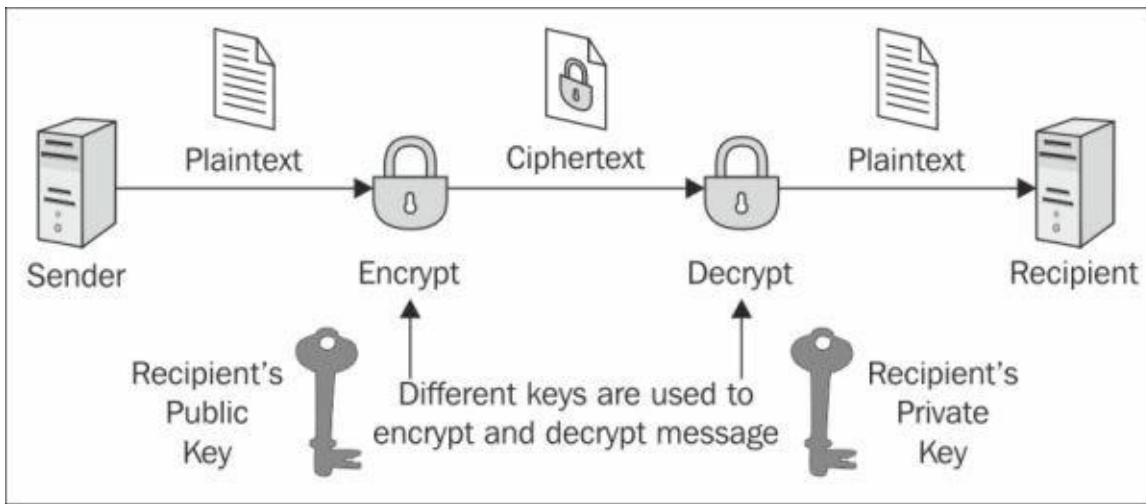 Plaintext
Ciphertext
Plaintext
Sender
Encrypt
Decrypt
Recipient
Recipient's
Public
Key
Different keys are used to
encrypt and decrypt message
Recipient's
Private
Key